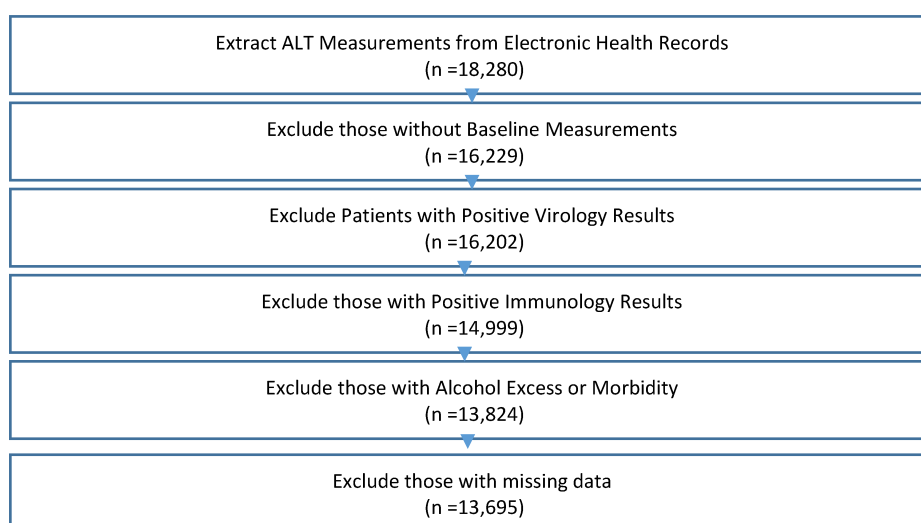 Extract ALT Measurements from Electronic Health Records
(n =18,280)
Exclude those without Baseline Measurements
(n =16,229)
Exclude Patients with Positive Virology Results
(n =16,202)
Exclude those with Positive Immunology Results
(n =14,999)
Exclude those with Alcohol Excess or Morbidity
(n =13,824)
Exclude those with missing data
(n =13,695)